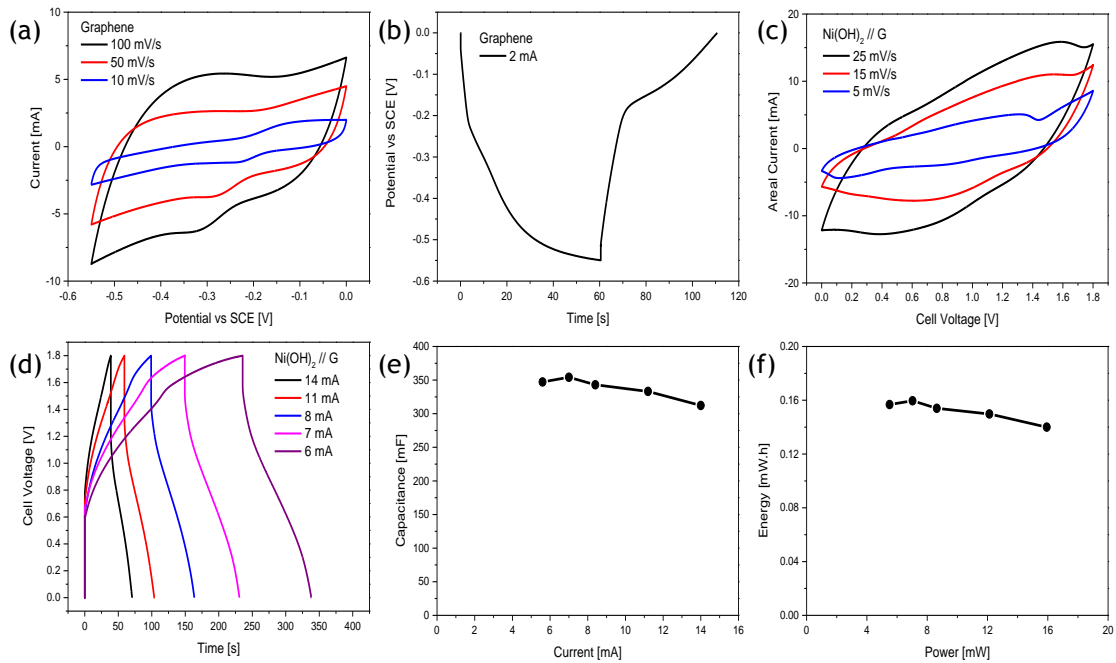 (a)
Graphene
100 mV/s
50 mV/s
10 mV/s
10
5
0
-5
-10
-0.6 -0.5 -0.4 -0.3 -0.2 -0.1 0.0
Current [mA]
Potential vs SCE [V]
(b)
Graphene
2 mA
0.0
-0.1
-0.2
-0.3
-0.4
-0.5
-0.6
0 20 40 60 80 100 120
Potential vs SCE [V]
Time [s]
(c)
Ni(OH)2 // G
25 mV/s
15 mV/s
5 mV/s
20
10
0
-10
-20
0.0 0.2 0.4 0.6 0.8 1.0 1.2 1.4 1.6 1.8
Areal Current [mA]
Cell Voltage [V]
(d)
Ni(OH)2 // G
14 mA
11 mA
8 mA
7 mA
6 mA
1.8
1.6
1.4
1.2
1.0
0.8
0.6
0.4
0.2
0.0
0 50 100 150 200 250 300 350 400
Cell Voltage [V]
Time [s]
(e)
450
400
350
300
250
200
150
100
50
0
0 2 4 6 8 10 12 14 16
Capacitance [mF]
Current [mA]
(f)
0.20
0.16
0.12
0.08
0.04
0.00
0 4 8 12 16 20
Energy [mW.h]
Power [mW]